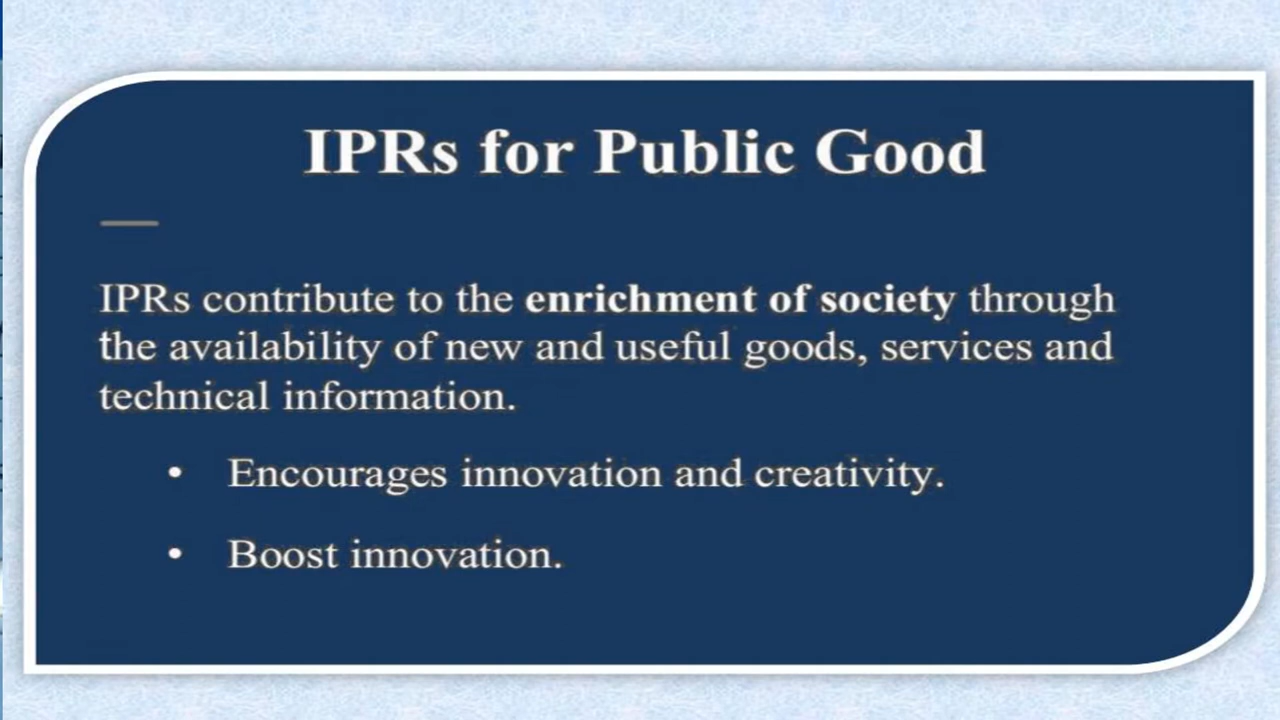 IPRs for Public Good
IPRs contribute to the enrichment of society through
the availability of new and useful goods, services and
technical information.
• Encourages innovation and creativity.
• Boost innovation.